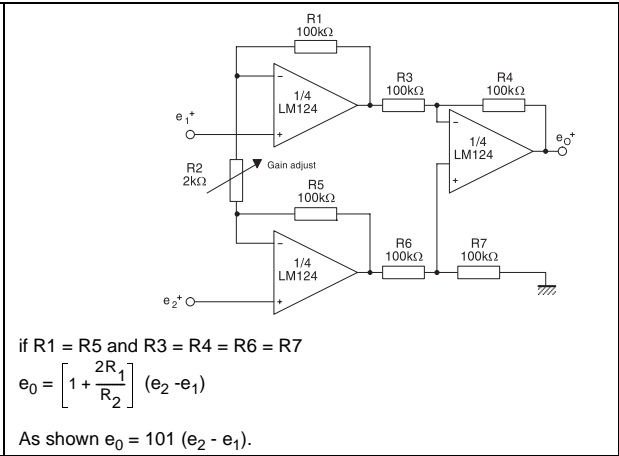 R1
100kΩ
1/4
LM124
R3
100kΩ
R4
100kΩ
e1+
1/4
LM124
eO+
R2
2kΩ
Gain adjust
R5
100kΩ
1/4
LM124
R6
100kΩ
R7
100kΩ
e2+
if R1 = R5 and R3 = R4 = R6 = R7
e0 = [1 + 2R1/R2] (e2 -e1)
As shown e0 = 101 (e2 - e1).